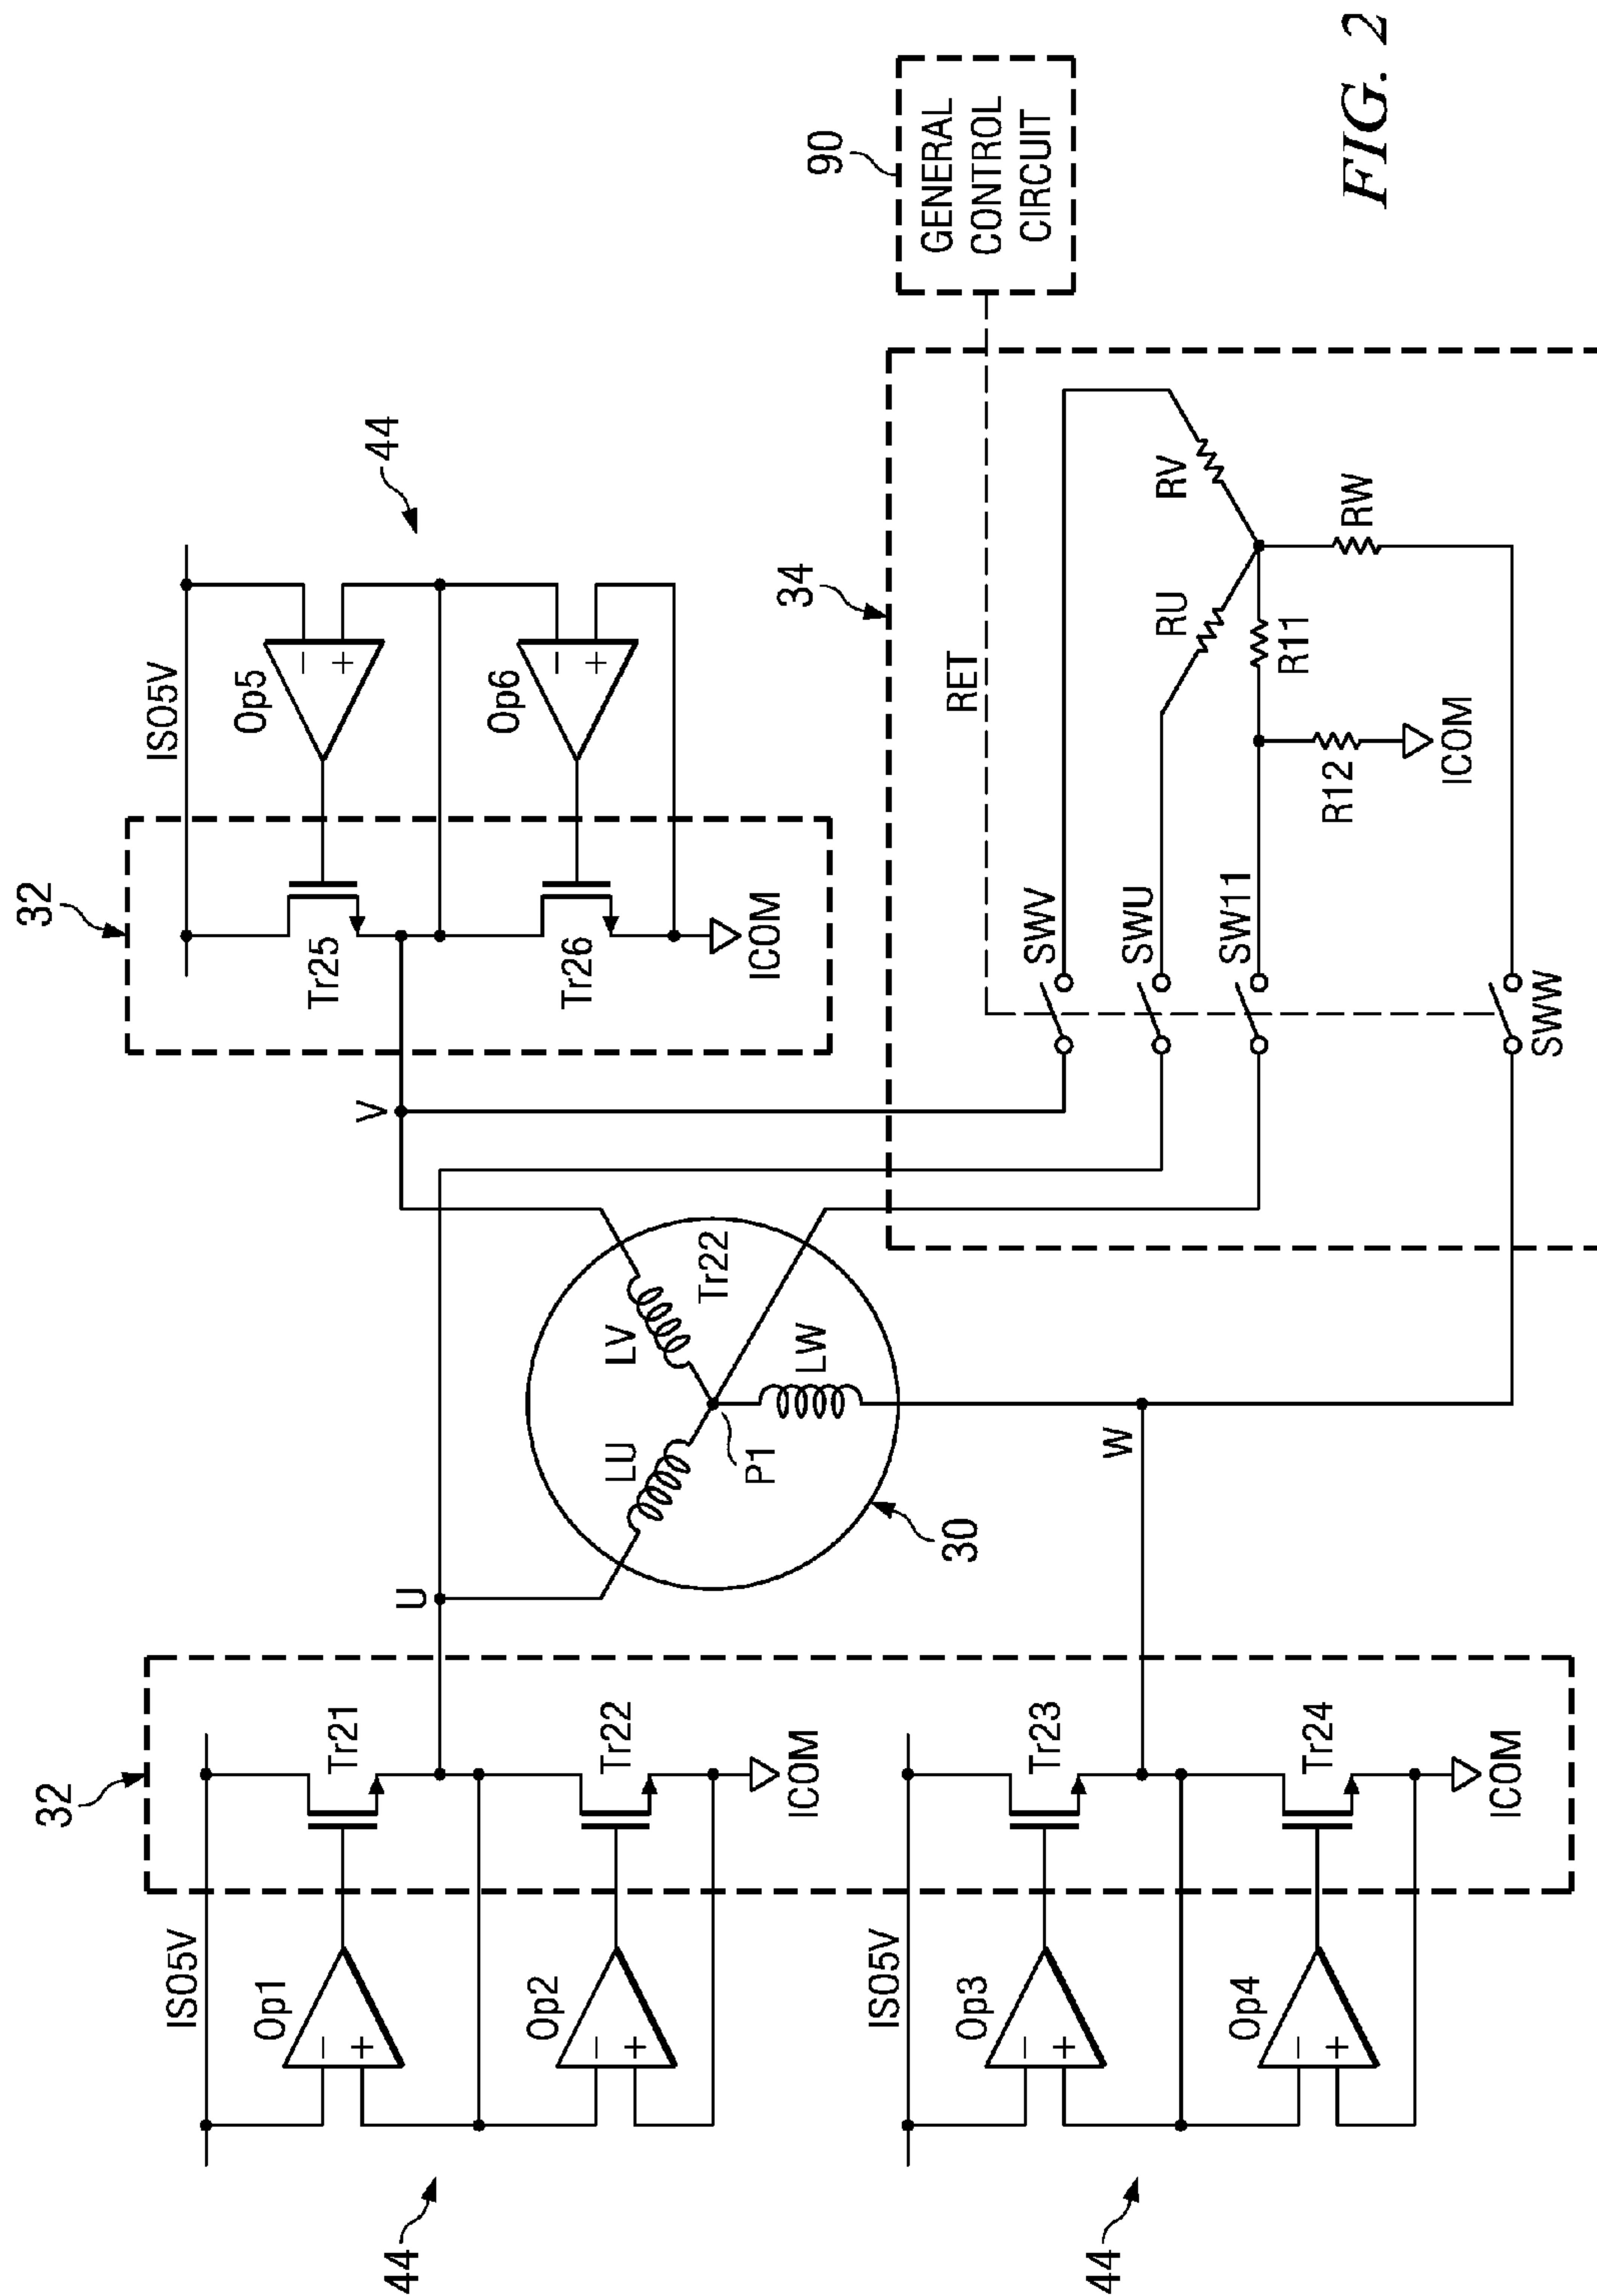 32
ISO5V
Op1
Tr21
U
Op2
Tr22
ICOM
44
ISO5V
Op3
Tr23
W
Op4
Tr24
ICOM
44
LU
LV
Tr22
LW
P1
30
32
V
ISO5V
Tr25
Op5
Tr26
Op6
ICOM
44
34
RET
SWV
SWU
SW11
SWW
RV
RU
R11
RW
R12
ICOM
90
GENERAL
CONTROL
CIRCUIT
− + − +
− + − +
− + − +
FIG. 2